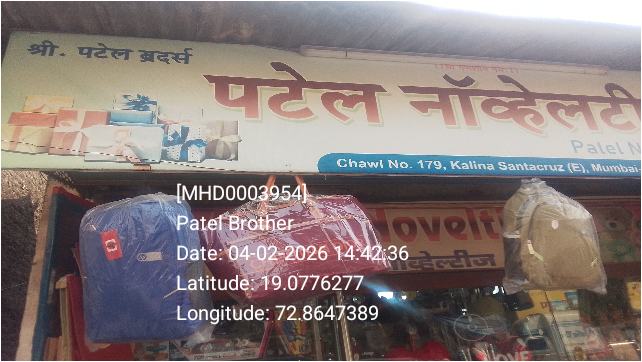 श्री. पटेल ब्रदर्स
पटेल नॉव्हेलटी
Patel N
Chawl No. 179, Kalina Santacruz (E), Mumbai-
[MHD0003954]
Patel Brother
Date: 04-02-2026 14:42:36
Latitude: 19.0776277
Longitude: 72.8647389
Novelt
नॉव्हेल्टीज